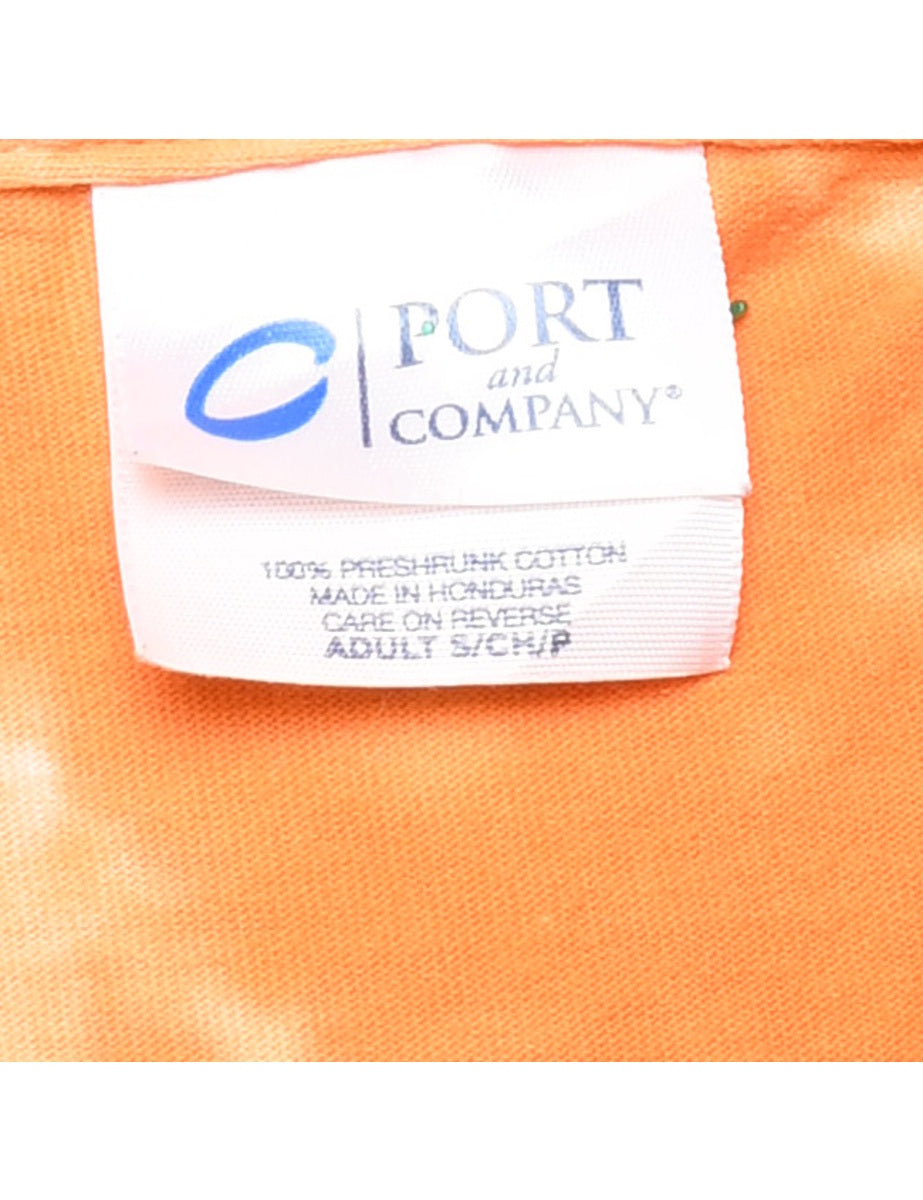 PORT
and
COMPANY®
100% PRESHRUNK COTTON
MADE IN HONDURAS
CARE ON REVERSE
ADULT S/CH/P